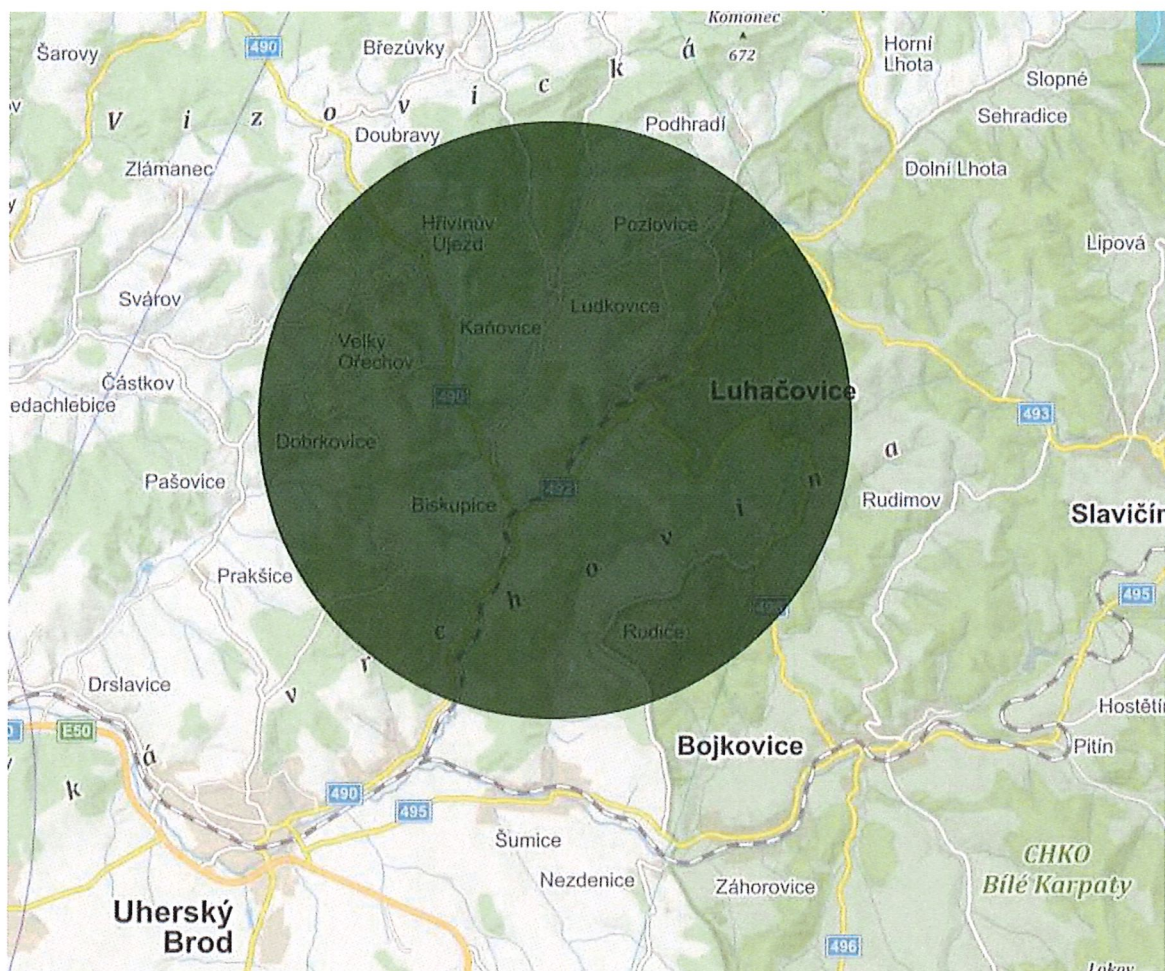 Komonec
672
Šarovy
490
Březůvky
Horní
Lhota
Slopné
Sehradice
V i z o v i c k á
Doubravy
Podhradí
Zlámanec
Dolní Lhota
Hřivínův
Újezd
Pozlovice
Lipová
Svárov
Ludkovice
Kaňovice
Velký
Ořechov
Částkov
edachlebice
490
Luhačovice
493
Dobrkovice
Pašovice
492
Biskupice
Rudimov
Slavičín
Prakšice
496
495
Rudice
k á v r c h o v i n a
Drslavice
Hostětín
E50
Bojkovice
Pitín
490
495
Šumice
Nezdenice
Záhorovice
CHKO
Bílé Karpaty
Uherský
Brod
496